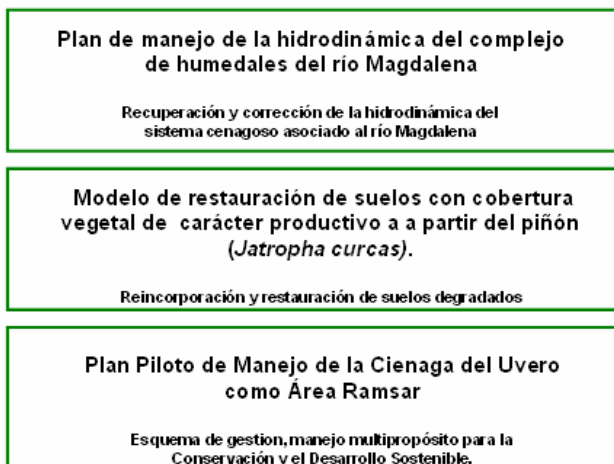 Plan de manejo de la hidrodinámica del complejo
de humedales del río Magdalena
Recuperación y corrección de la hidrodinámica del
sistema cenagoso asociado al río Magdalena
Modelo de restauración de suelos con cobertura
vegetal de carácter productivo a a partir del piñón
(Jatropha curcas).
Reincorporación y restauración de suelos degradados
Plan Piloto de Manejo de la Cienaga del Uvero
como Área Ramsar
Esquema de gestion, manejo multipropósito para la
Conservación y el Desarrollo Sostenible.